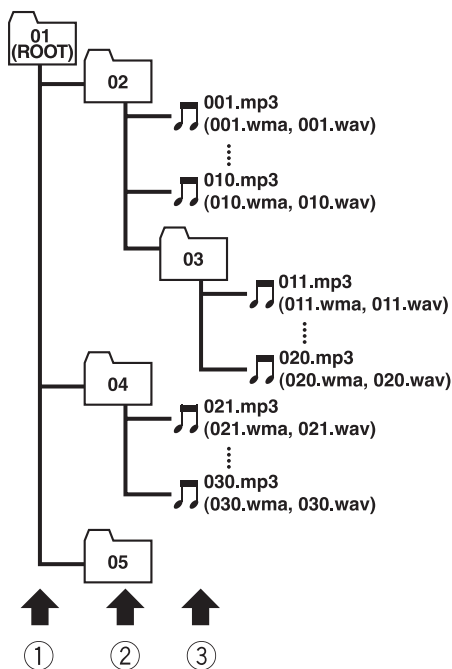 01
(ROOT)
02
001.mp3
(001.wma, 001.wav)
010.mp3
(010.wma, 010.wav)
03
011.mp3
(011.wma, 011.wav)
020.mp3
(020.wma, 020.wav)
04
021.mp3
(021.wma, 021.wav)
030.mp3
(030.wma, 030.wav)
05
① ② ③